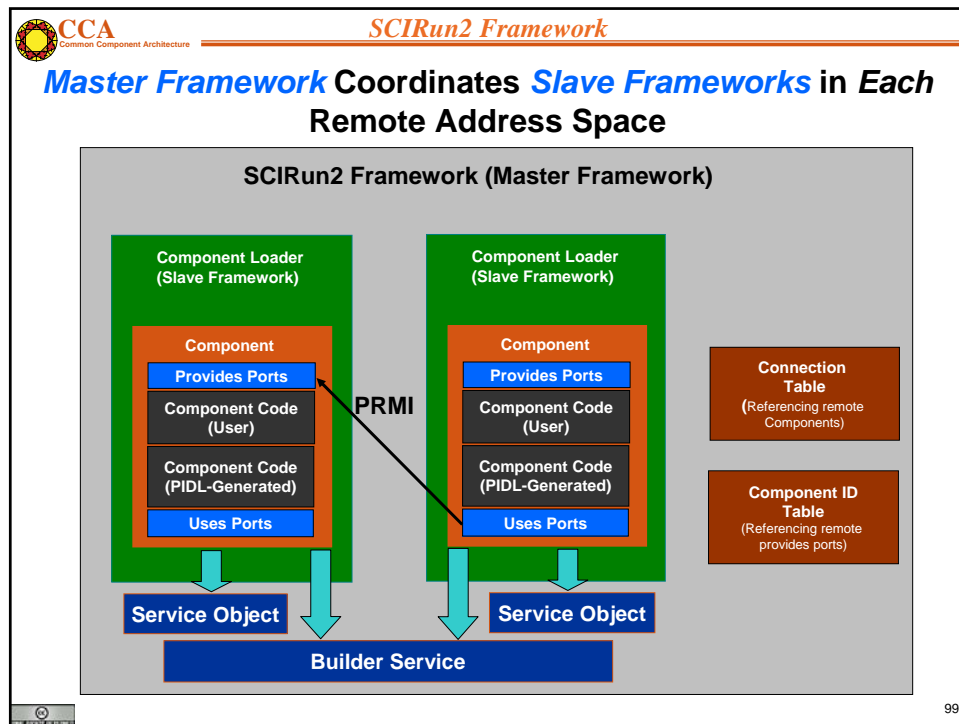 CCA
Common Component Architecture
SCIRun2 Framework
Master Framework Coordinates Slave Frameworks in Each
Remote Address Space
SCIRun2 Framework (Master Framework)
Component Loader
(Slave Framework)
Component
Provides Ports
Component Code
(User)
Component Code
(PIDL-Generated)
Uses Ports
PRMI
Component Loader
(Slave Framework)
Component
Provides Ports
Component Code
(User)
Component Code
(PIDL-Generated)
Uses Ports
Connection
Table
(Referencing remote
Components)
Component ID
Table
(Referencing remote
provides ports)
Service Object
Service Object
Builder Service
cc
99